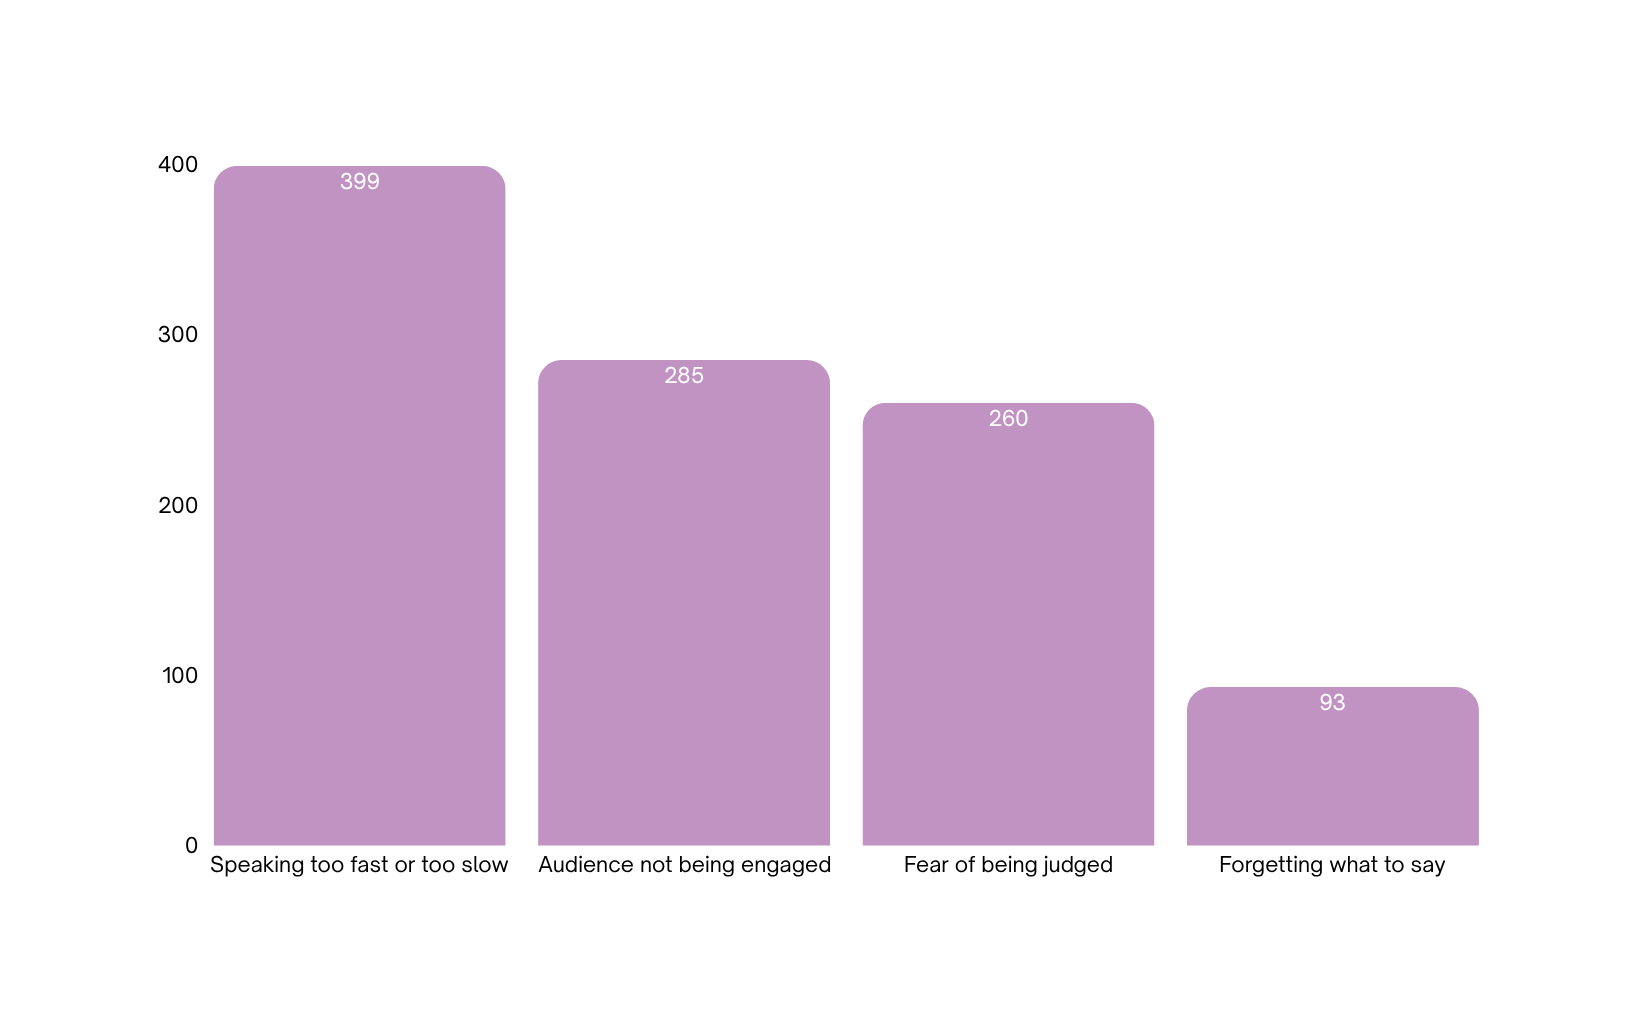 400
399
300
285
260
200
100
93
0
Speaking too fast or too slow
Audience not being engaged
Fear of being judged
Forgetting what to say